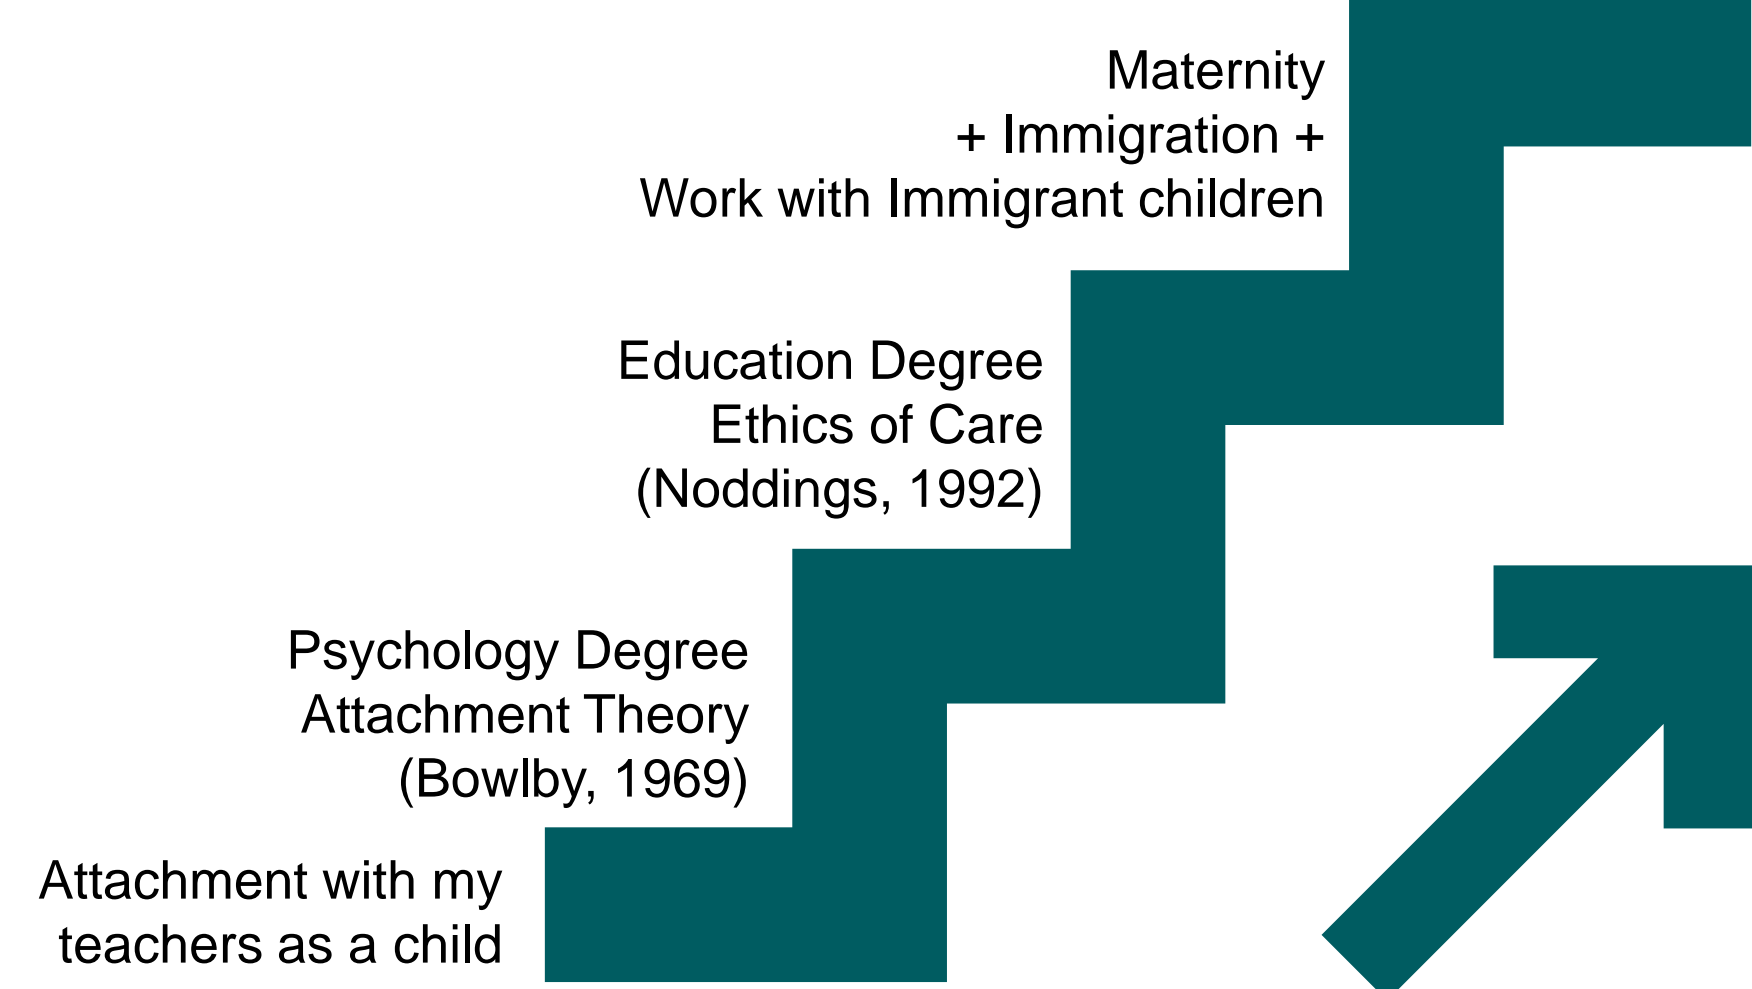 Maternity
+ Immigration +
Work with Immigrant children
Education Degree
Ethics of Care
(Noddings, 1992)
Psychology Degree
Attachment Theory
(Bowlby, 1969)
Attachment with my
teachers as a child